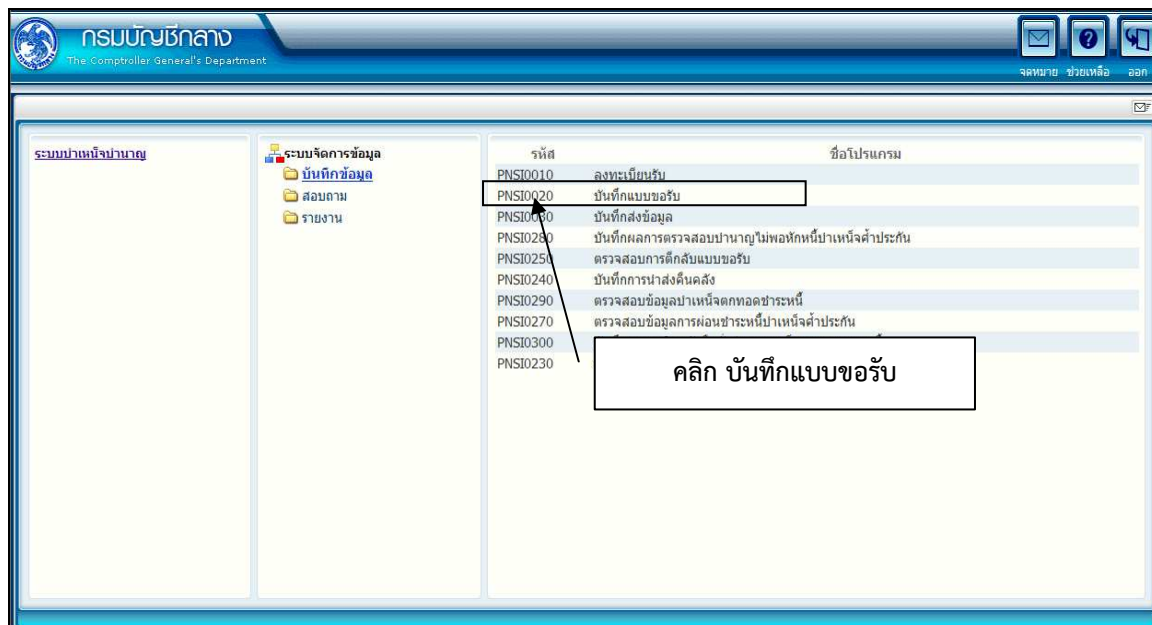 กรมบัญชีกลาง
The Comptroller General's Department
จดหมาย ช่วยเหลือ ออก
ระบบบำเหน็จบำนาญ
ระบบจัดการข้อมูล
บันทึกข้อมูล
สอบถาม
รายงาน
รหัส ชื่อโปรแกรม
PNSI0010 ลงทะเบียนรับ
PNSI0020 บันทึกแบบขอรับ
PNSI0030 บันทึกส่งข้อมูล
PNSI0280 บันทึกผลการตรวจสอบบำนาญไม่พอหักหนี้บำเหน็จค้ำประกัน
PNSI0250 ตรวจสอบการตีกลับแบบขอรับ
PNSI0240 บันทึกการนำส่งคืนคลัง
PNSI0290 ตรวจสอบข้อมูลบำเหน็จตกทอดชำระหนี้
PNSI0270 ตรวจสอบข้อมูลการผ่อนชำระหนี้บำเหน็จค้ำประกัน
PNSI0300
PNSI0230
คลิก บันทึกแบบขอรับ